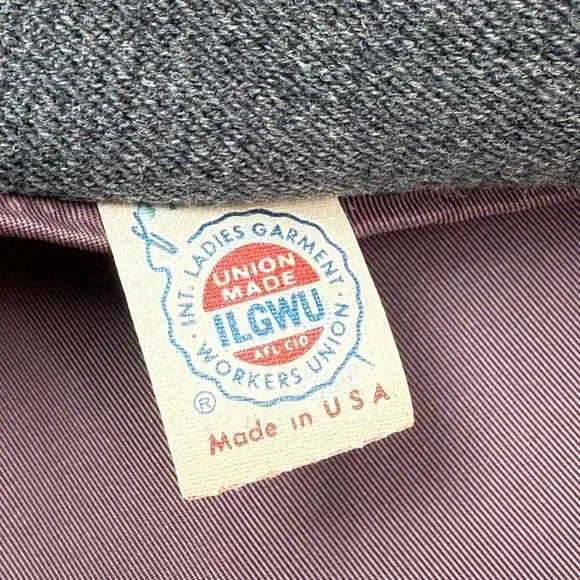 INT. LADIES GARMENT
UNION
MADE
ILGWU
AFL CIO
· WORKERS UNION ·
®
Made in USA